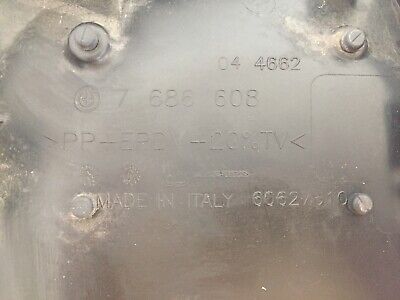 04 4662
7 686 608
>PP-EPDM-20%TV<
MADE IN ITALY